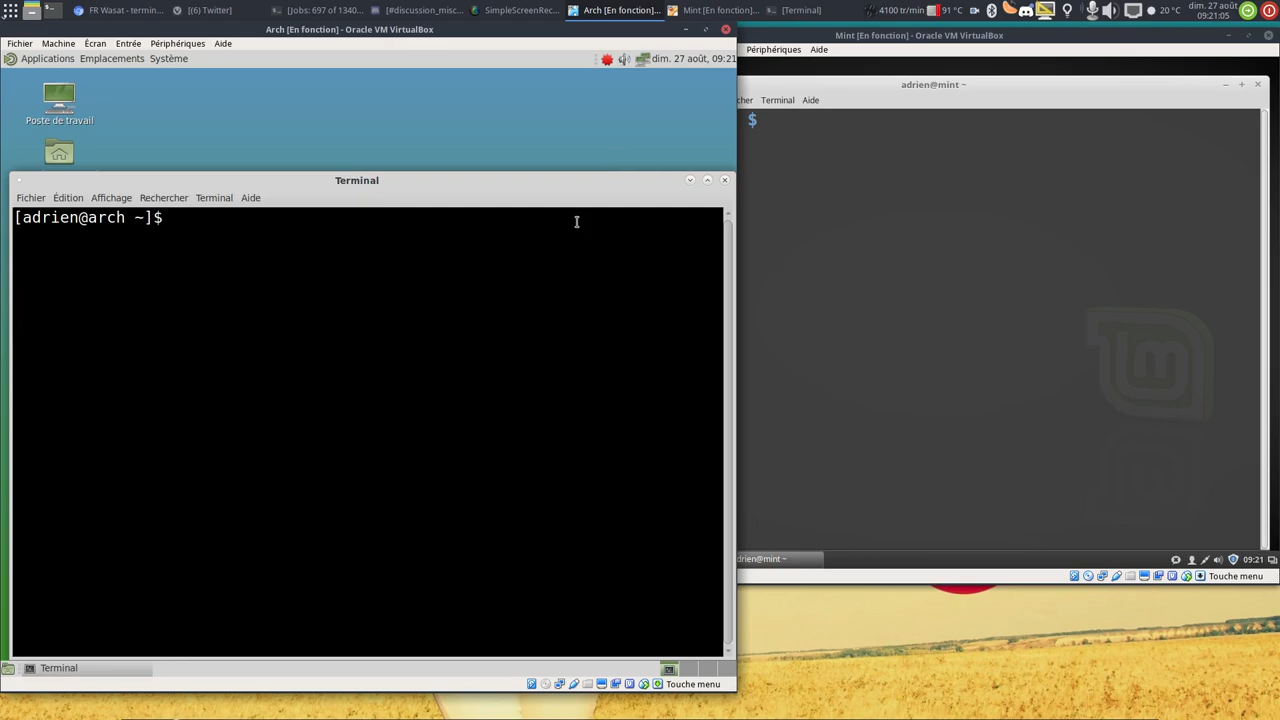 FR Wasat - termin...
[(6) Twitter]
[Jobs: 697 of 1340...
[#discussion_misc...
SimpleScreenRec...
Arch [En fonction]...
Mint [En fonction]...
[Terminal]
4100 tr/min
91 °C
20 °C
dim. 27 août
09:21:05
Arch [En fonction] - Oracle VM VirtualBox
Fichier Machine Écran Entrée Périphériques Aide
Applications Emplacements Système
dim. 27 août, 09:21
Poste de travail
Terminal
Fichier Édition Affichage Rechercher Terminal Aide
[adrien@arch ~]$
Terminal
Touche menu
Mint [En fonction] - Oracle VM VirtualBox
Périphériques Aide
adrien@mint ~
cher Terminal Aide
$
drien@mint ~
09:21
Touche menu